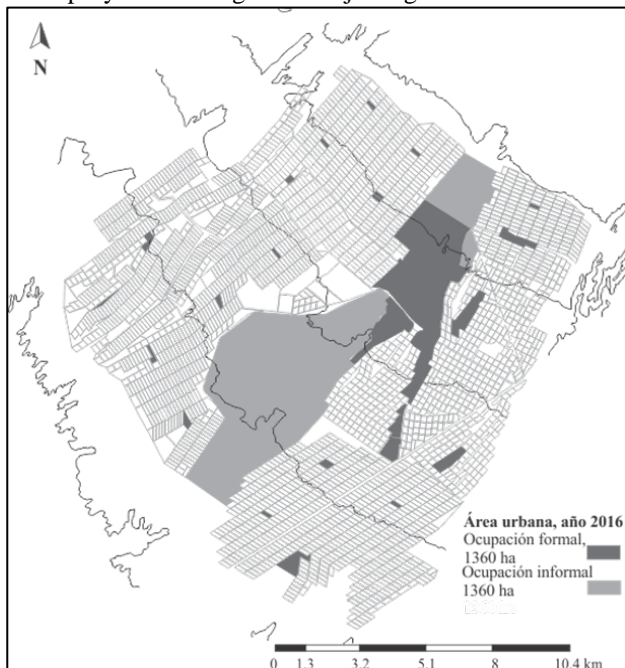 N
Área urbana, año 2016
Ocupación formal,
1360 ha
Ocupación informal
1360 ha
0 1.3 3.2 5.1 8 10.4 km